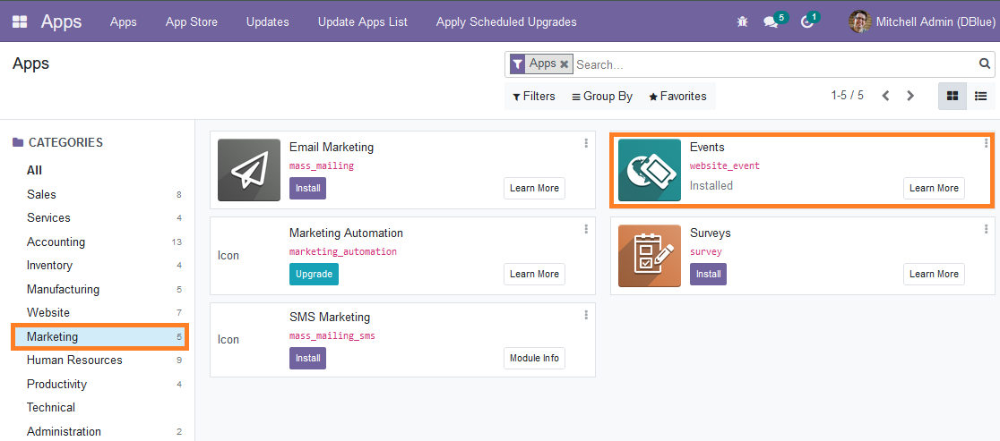 Apps Apps App Store Updates Update Apps List Apply Scheduled Upgrades 5 1 Mitchell Admin (DBlue)
Apps
Apps Search...
Filters Group By Favorites 1-5 / 5
CATEGORIES
All
Sales 8
Services 4
Accounting 13
Inventory 4
Manufacturing 5
Website 7
Marketing 5
Human Resources 9
Productivity 4
Technical
Administration 2
Email Marketing
mass_mailing
Install Learn More
Events
website_event
Installed Learn More
Icon
Marketing Automation
marketing_automation
Upgrade Learn More
Surveys
survey
Install Learn More
Icon
SMS Marketing
mass_mailing_sms
Install Module Info